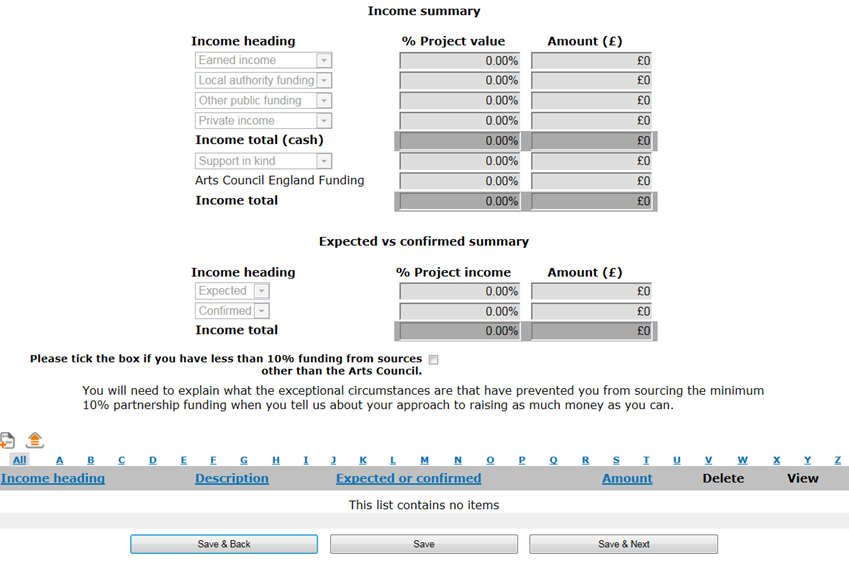 Income summary
Income heading % Project value Amount (£)
Earned income 0.00% £0
Local authority funding 0.00% £0
Other public funding 0.00% £0
Private income 0.00% £0
Income total (cash) 0.00% £0
Support in kind 0.00% £0
Arts Council England Funding 0.00% £0
Income total 0.00% £0
Expected vs confirmed summary
Income heading % Project income Amount (£)
Expected 0.00% £0
Confirmed 0.00% £0
Income total 0.00% £0
Please tick the box if you have less than 10% funding from sources
other than the Arts Council.
You will need to explain what the exceptional circumstances are that have prevented you from sourcing the minimum
10% partnership funding when you tell us about your approach to raising as much money as you can.
All A B C D E F G H I J K L M N O P Q R S T U V W X Y Z
Income heading Description Expected or confirmed Amount Delete View
This list contains no items
Save & Back Save Save & Next